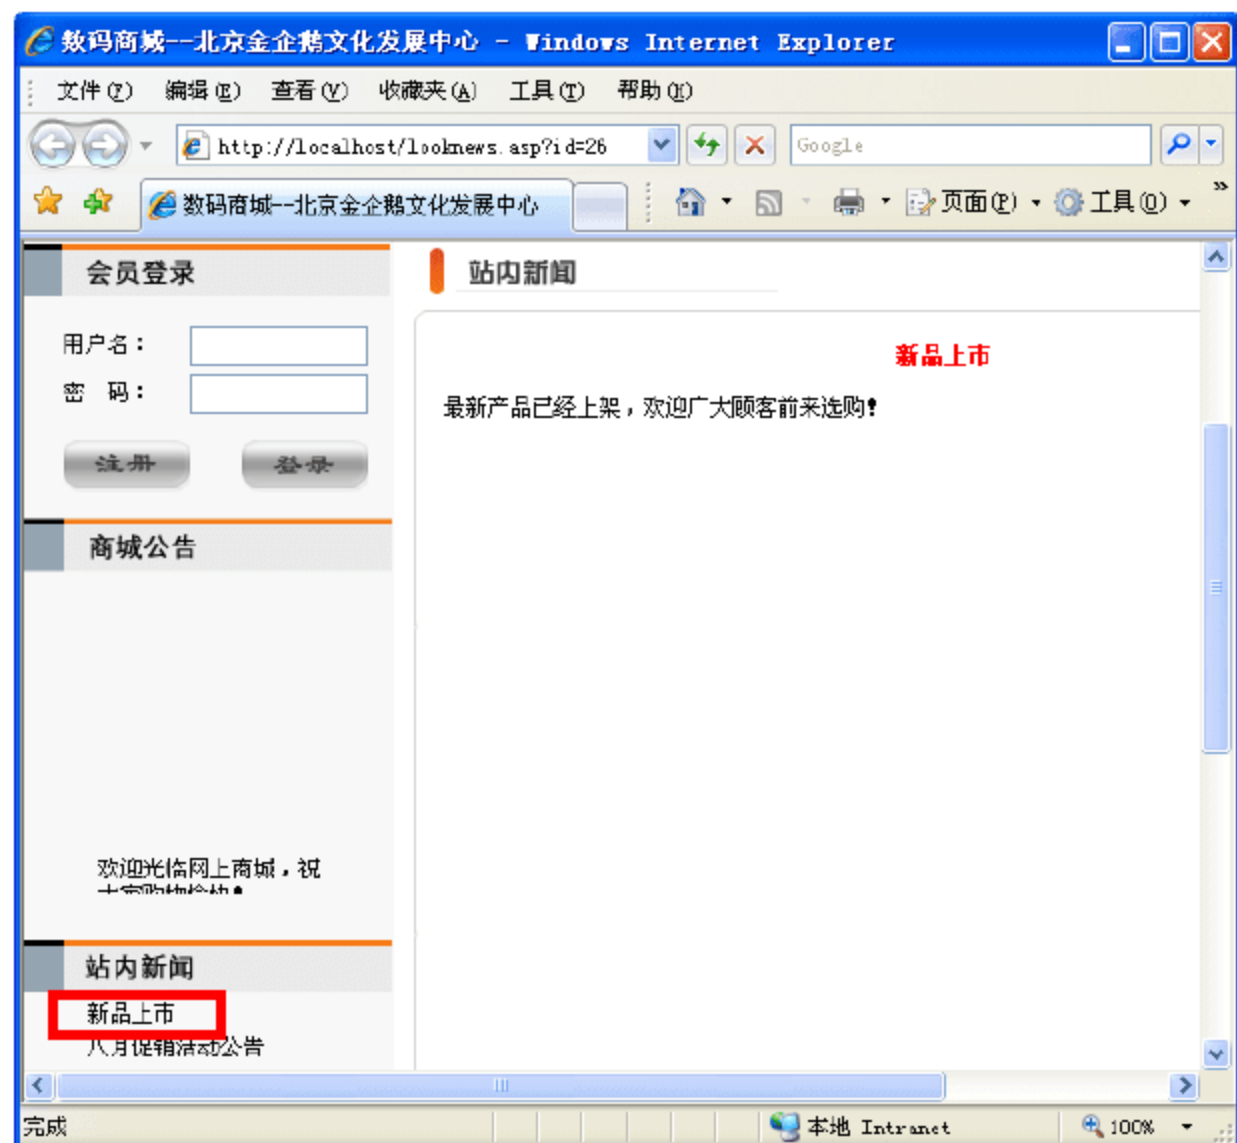 数码商城--北京金企鹅文化发展中心 - Windows Internet Explorer
文件(F) 编辑(E) 查看(V) 收藏夹(A) 工具(T) 帮助(H)
http://localhost/looknews.asp?id=26 Google
数码商城--北京金企鹅文化发展中心 页面(P) 工具(O) »
会员登录
站内新闻
用户名：
新品上市
密 码：
最新产品已经上架，欢迎广大顾客前来选购！
注册 登录
商城公告
欢迎光临网上商城，祝
大家购物愉快！
站内新闻
新品上市
八月促销活动公告
完成 本地 Intranet 100%